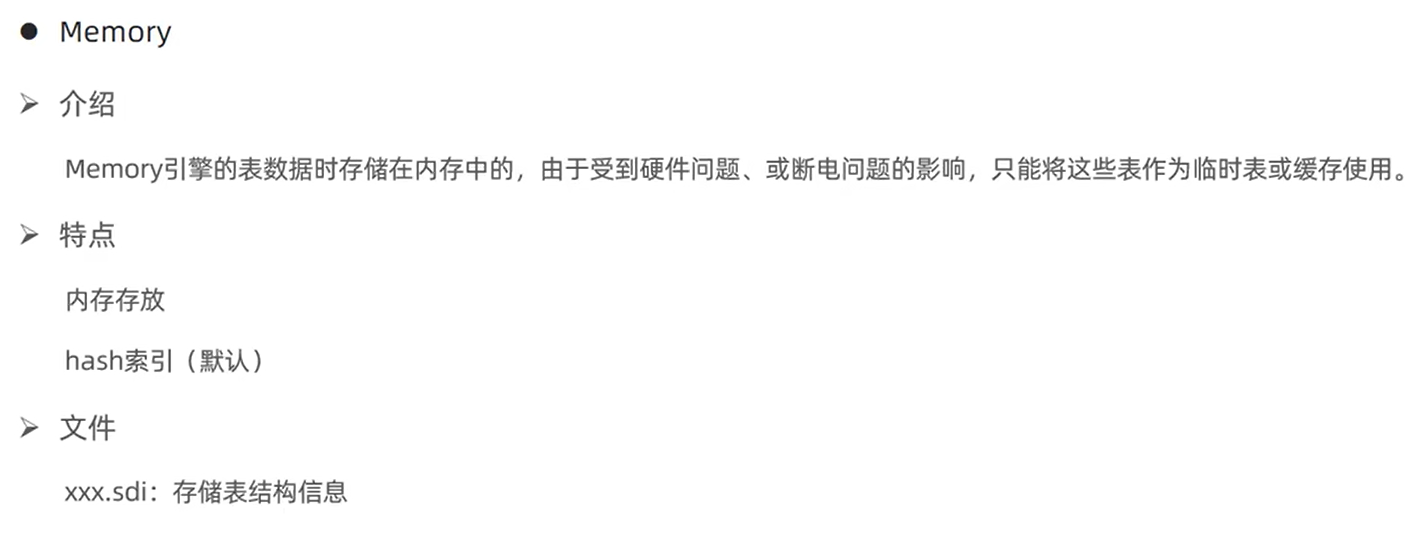 ● Memory
➢ 介绍
Memory引擎的表数据时存储在内存中的，由于受到硬件问题、或断电问题的影响，只能将这些表作为临时表或缓存使用。
➢ 特点
内存存放
hash索引（默认）
➢ 文件
xxx.sdi：存储表结构信息